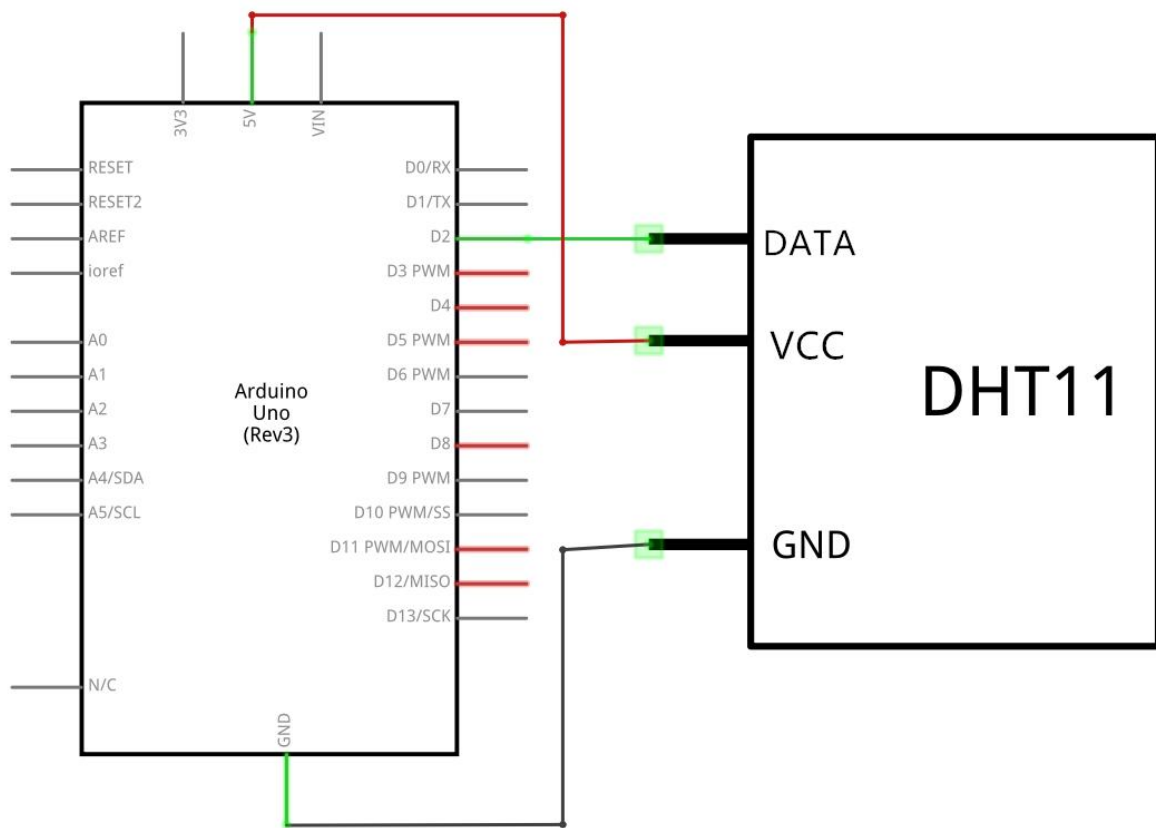 3V3
5V
VIN
RESET
RESET2
AREF
ioref
A0
A1
A2
A3
A4/SDA
A5/SCL
N/C
Arduino
Uno
(Rev3)
D0/RX
D1/TX
D2
D3 PWM
D4
D5 PWM
D6 PWM
D7
D8
D9 PWM
D10 PWM/SS
D11 PWM/MOSI
D12/MISO
D13/SCK
GND
DATA
VCC
DHT11
GND